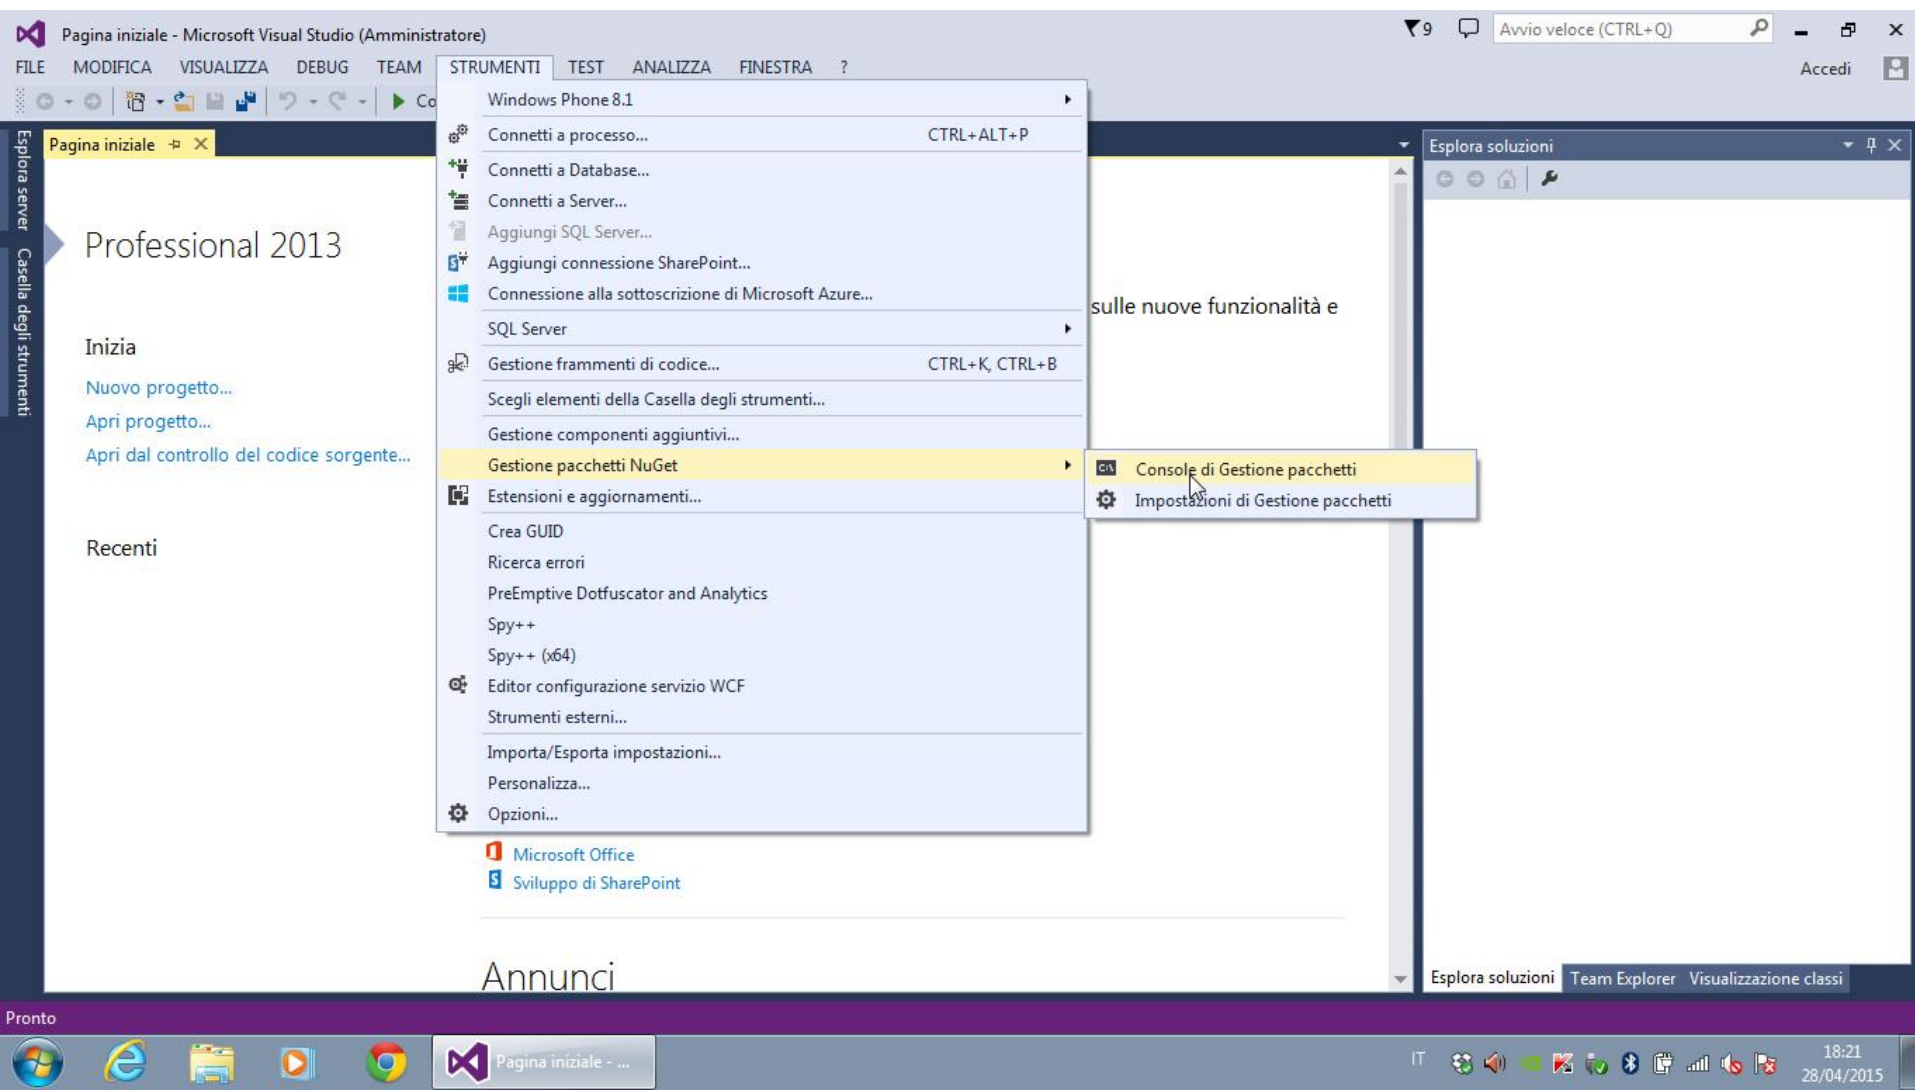 Pagina iniziale - Microsoft Visual Studio (Amministratore)
9
Avvio veloce (CTRL+Q)
FILE MODIFICA VISUALIZZA DEBUG TEAM STRUMENTI TEST ANALIZZA FINESTRA ?
Accedi
Co
Esplora server
Casella degli strumenti
Pagina iniziale
Professional 2013
Inizia
Nuovo progetto...
Apri progetto...
Apri dal controllo del codice sorgente...
Recenti
Windows Phone 8.1
Connetti a processo... CTRL+ALT+P
Connetti a Database...
Connetti a Server...
Aggiungi SQL Server...
Aggiungi connessione SharePoint...
Connessione alla sottoscrizione di Microsoft Azure...
SQL Server
Gestione frammenti di codice... CTRL+K, CTRL+B
Scegli elementi della Casella degli strumenti...
Gestione componenti aggiuntivi...
Gestione pacchetti NuGet
Estensioni e aggiornamenti...
Crea GUID
Ricerca errori
PreEmptive Dotfuscator and Analytics
Spy++
Spy++ (x64)
Editor configurazione servizio WCF
Strumenti esterni...
Importa/Esporta impostazioni...
Personalizza...
Opzioni...
Console di Gestione pacchetti
Impostazioni di Gestione pacchetti
sulle nuove funzionalità e
Microsoft Office
Sviluppo di SharePoint
Annunci
Esplora soluzioni
Esplora soluzioni Team Explorer Visualizzazione classi
Pronto
Pagina iniziale - ...
IT
18:21
28/04/2015